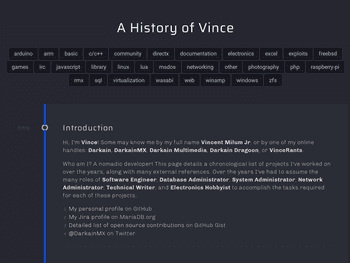 A History of Vince
arduino arm basic c/c++ community directx documentation electronics excel exploits freebsd
games irc javascript library linux lua msdos networking other photography php raspberry-pi
rmx sql virtualization wasabi web winamp windows zfs
Introduction
Hi, I'm Vince! Some may know me by my full name Vincent Milum Jr. or by one of my online
handles: Darkain, DarkainMX, Darkain Multimedia, Darkain Dragoon, or VinceRants.
Who am I? A nomadic developer! This page details a chronological list of projects I've worked on
over the years, along many external references. Over the years I've had to assume the
many roles of Software Engineer, Database Administrator, System Administrator, Network
Administrator, Technical Writer, and Electronics Hobbyist to accomplish the tasks required
for each of these projects.
My personal profile on GitHub
My Jira profile on MariaDB.org
Detailed list of open source contributions on GitHub Gist
@DarkainMX on Twitter